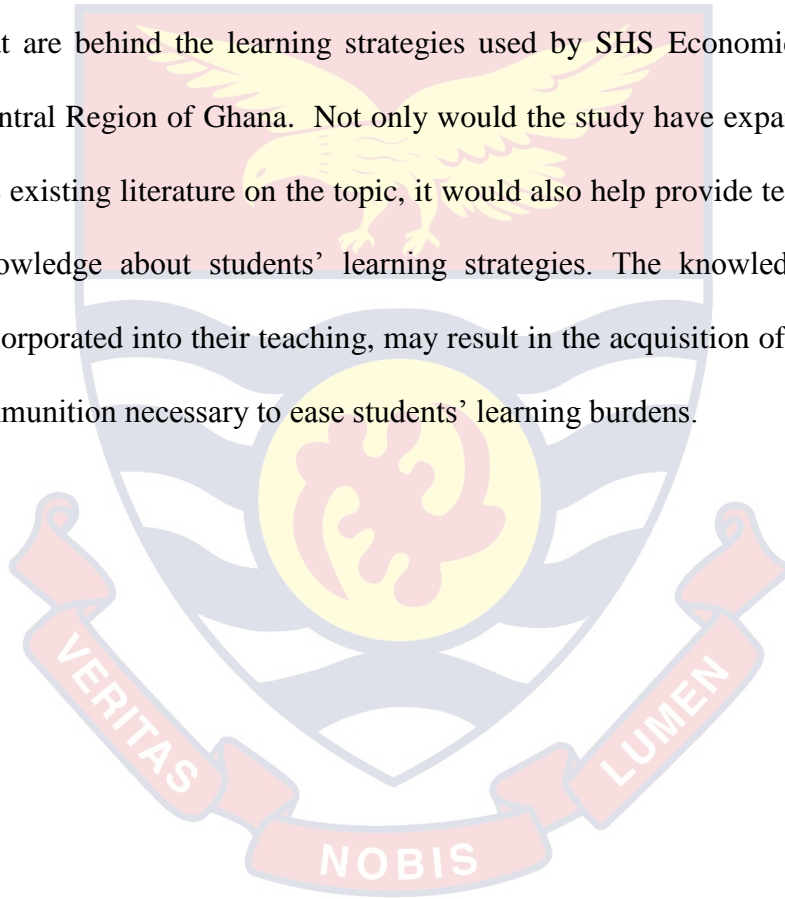 at are behind the learning strategies used by SHS Economic
ntral Region of Ghana. Not only would the study have expan
existing literature on the topic, it would also help provide te
owledge about students’ learning strategies. The knowled
orporated into their teaching, may result in the acquisition of
munition necessary to ease students’ learning burdens.
VERITAS
NOBIS
LUMEN